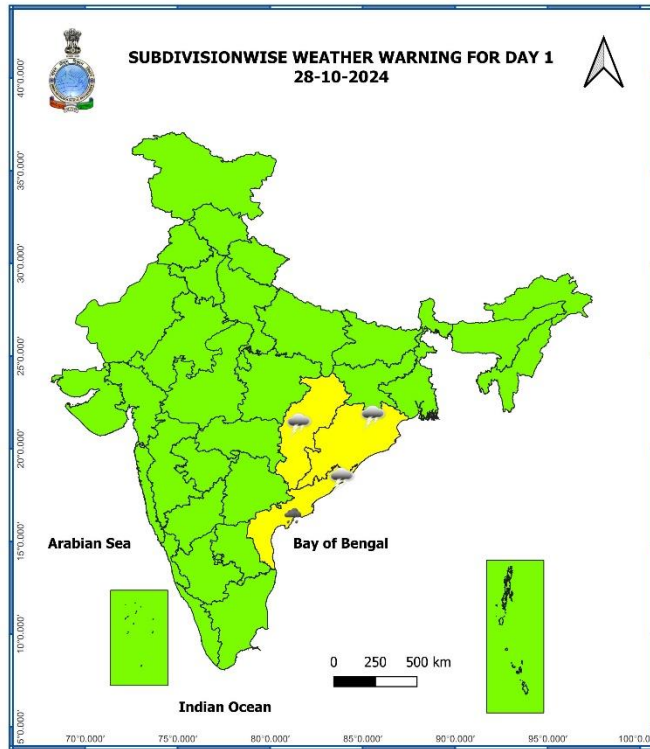 SUBDIVISIONWISE WEATHER WARNING FOR DAY 1
28-10-2024
40°0.000'
35°0.000'
30°0.000'
25°0.000'
20°0.000'
15°0.000'
10°0.000'
5°0.000'
Arabian Sea
Bay of Bengal
0 250 500 km
Indian Ocean
70°0.000' 75°0.000' 80°0.000' 85°0.000' 90°0.000' 95°0.000' 100°0.0